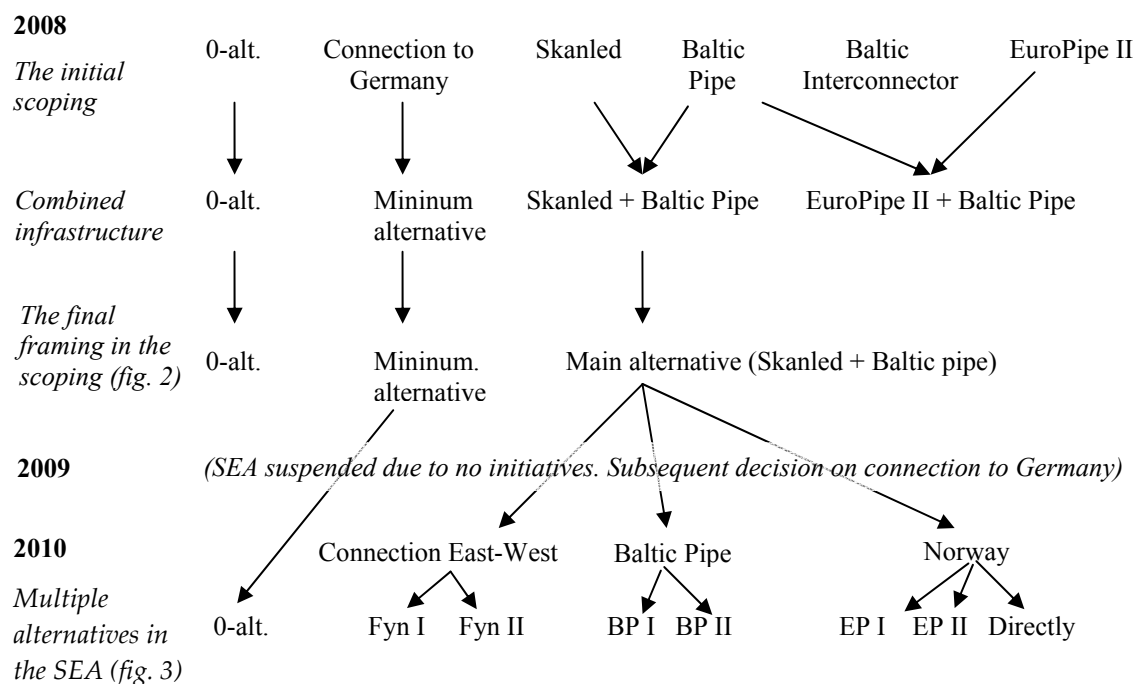 2008
The initial
scoping
0-alt.
Connection to
Germany
Skanled
Baltic
Pipe
Baltic
Interconnector
EuroPipe II
Combined
infrastructure
0-alt.
Mininum
alternative
Skanled + Baltic Pipe
EuroPipe II + Baltic Pipe
The final
framing in the
scoping (fig. 2)
0-alt.
Mininum.
alternative
Main alternative (Skanled + Baltic pipe)
2009
(SEA suspended due to no initiatives. Subsequent decision on connection to Germany)
2010
Multiple
alternatives in
the SEA (fig. 3)
Connection East-West
Baltic Pipe
Norway
0-alt.
Fyn I
Fyn II
BP I
BP II
EP I
EP II
Directly